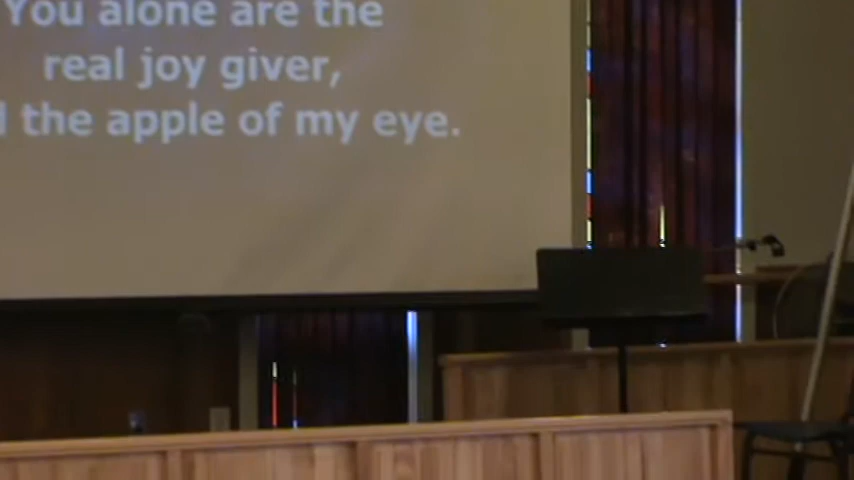 You alone are the
real joy giver,
the apple of my eye.